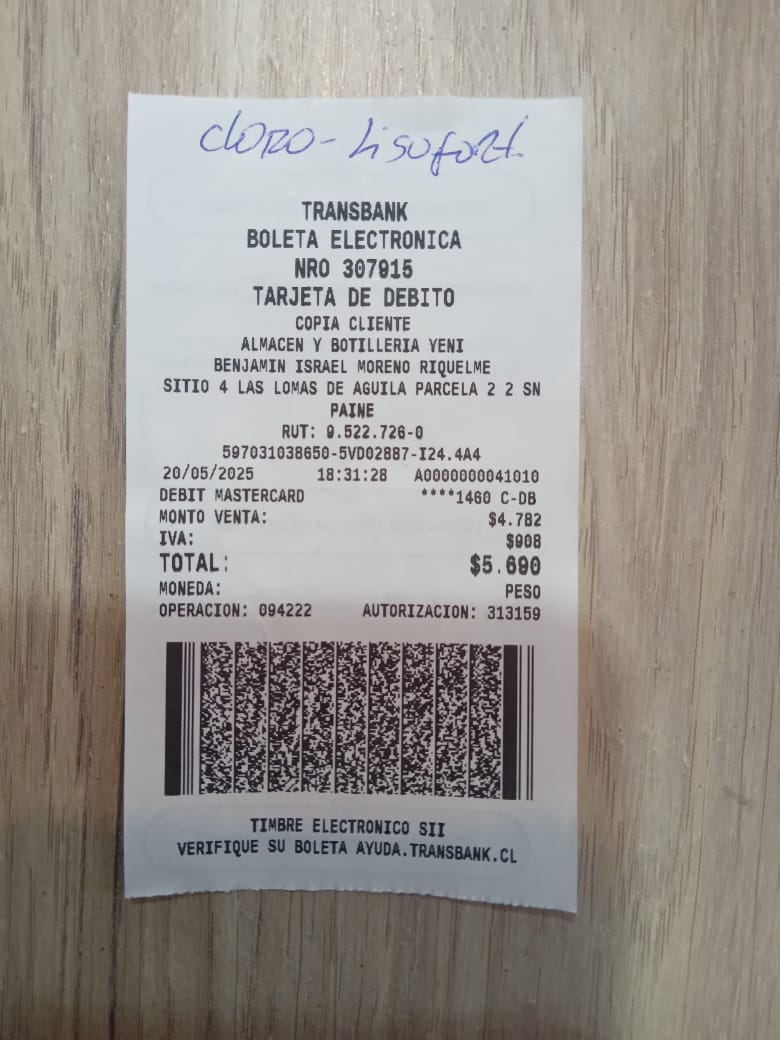 cloro - Lisofort.
TRANSBANK
BOLETA ELECTRONICA
NRO 307915
TARJETA DE DEBITO
COPIA CLIENTE
ALMACEN Y BOTILLERIA YENI
BENJAMIN ISRAEL MORENO RIQUELME
SITIO 4 LAS LOMAS DE AGUILA PARCELA 2 2 SN
PAINE
RUT: 9.522.726-0
597031038650-5VD02887-I24.4A4
20/05/2025 18:31:28 A0000000041010
DEBIT MASTERCARD ****1460 C-DB
MONTO VENTA: $4.782
IVA: $908
TOTAL: $5.690
MONEDA: PESO
OPERACION: 094222 AUTORIZACION: 313159
TIMBRE ELECTRONICO SII
VERIFIQUE SU BOLETA AYUDA.TRANSBANK.CL